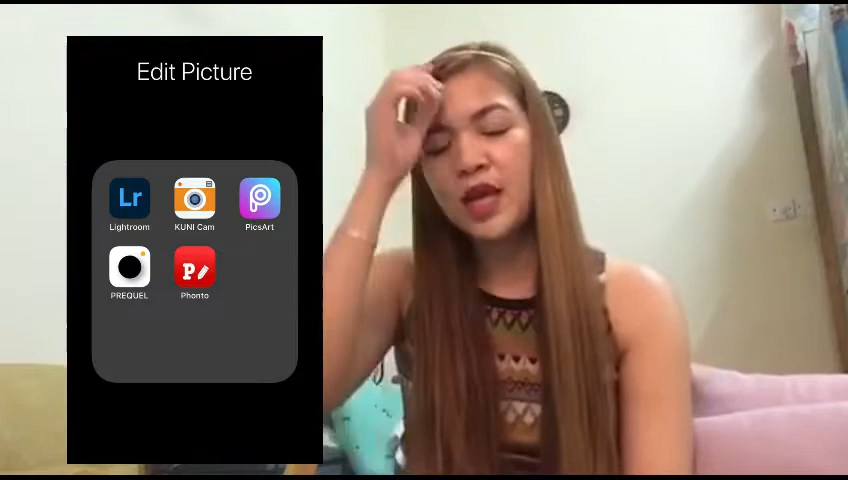 Edit Picture
Lr
Lightroom KUNI Cam PicsArt
P
PREQUEL Phonto